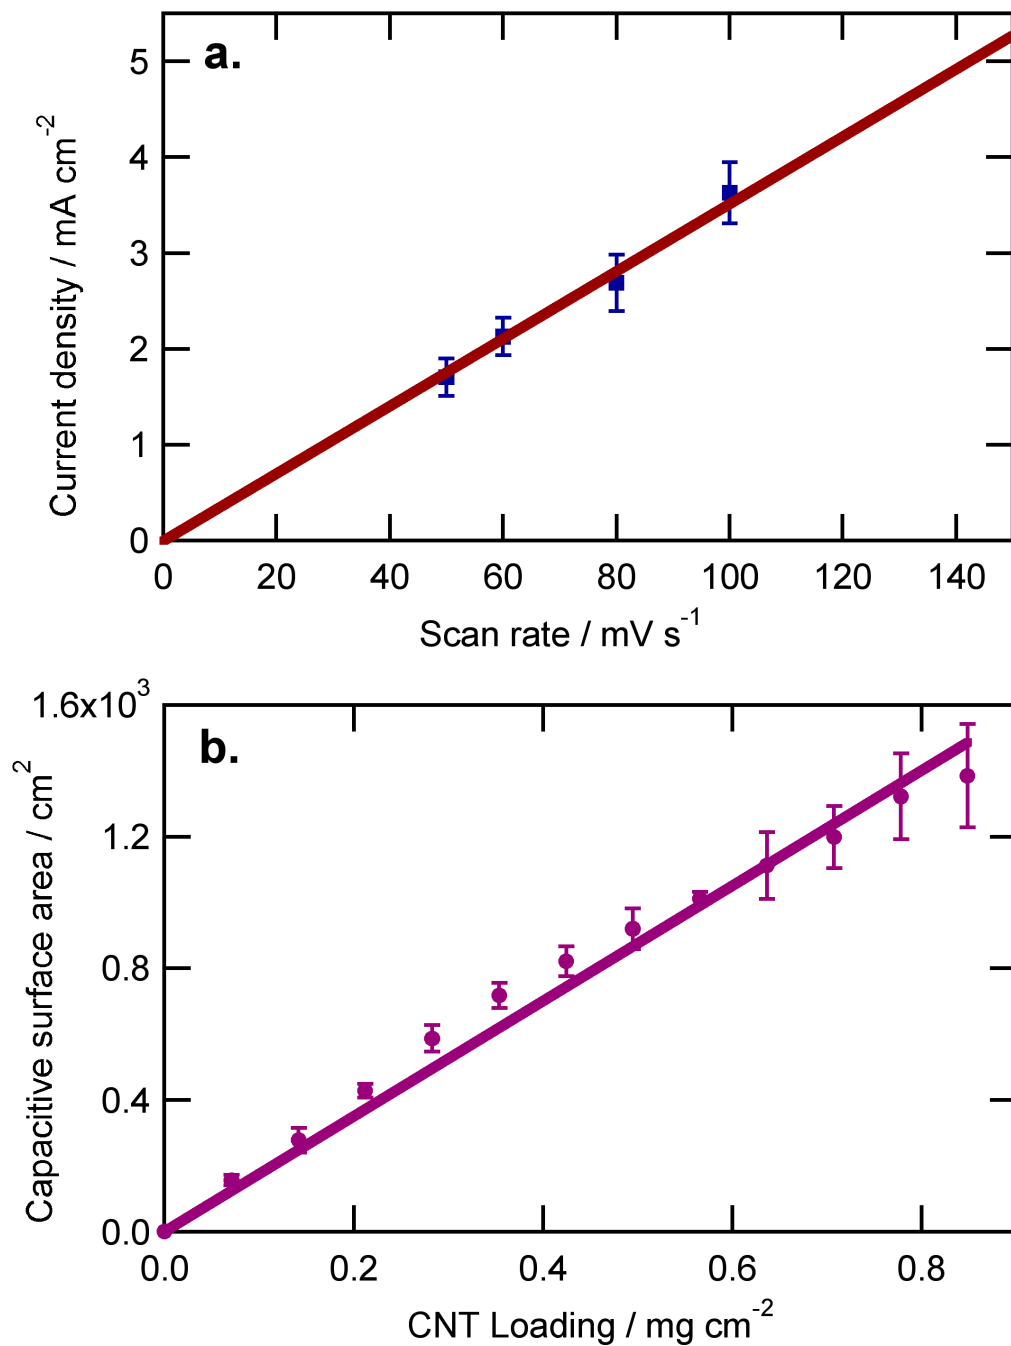 a.
5
4
3
2
1
0
Current density / mA cm⁻²
0 20 40 60 80 100 120 140
Scan rate / mV s⁻¹
b.
1.6x10³
1.2
0.8
0.4
0.0
Capacitive surface area / cm²
0.0 0.2 0.4 0.6 0.8
CNT Loading / mg cm⁻²